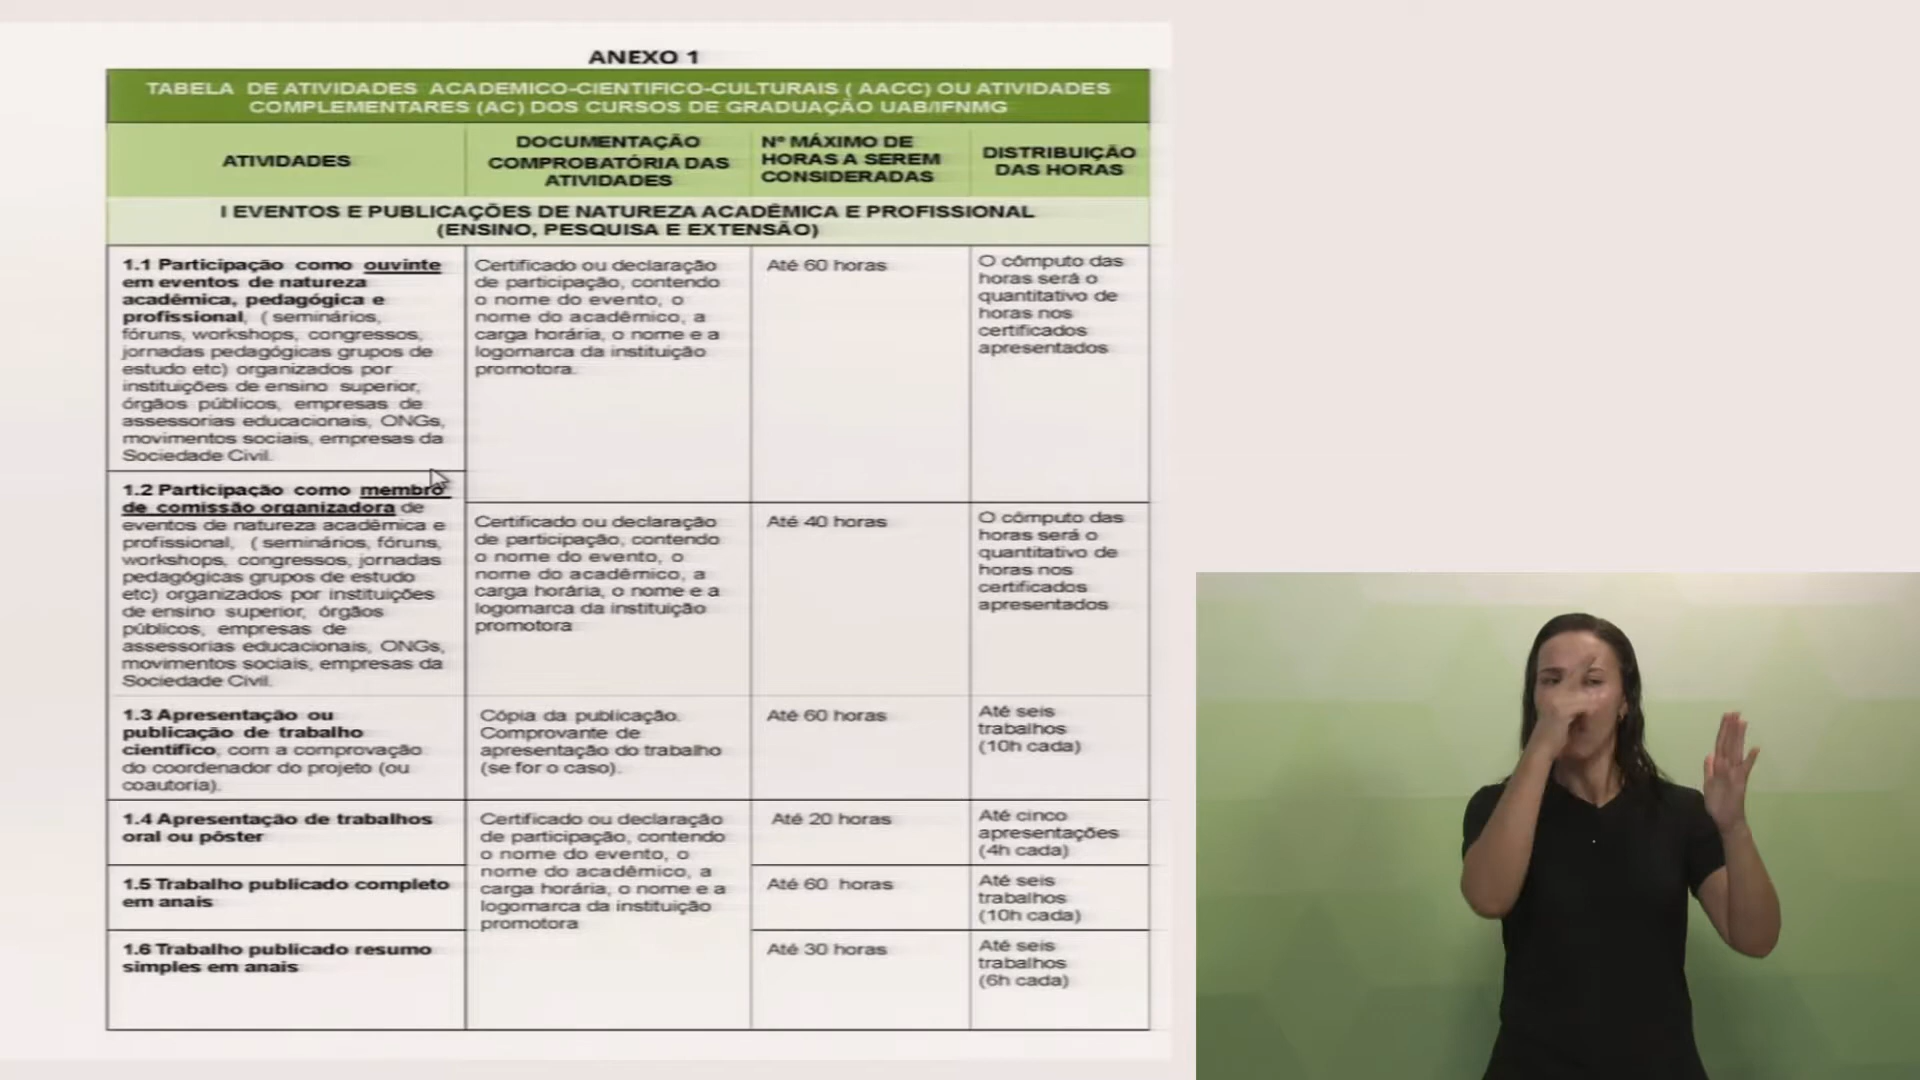 ANEXO 1
TABELA DE ATIVIDADES ACADEMICO-CIENTIFICO-CULTURAIS ( AACC) OU ATIVIDADES
COMPLEMENTARES (AC) DOS CURSOS DE GRADUAÇÃO UAB/IFNMG
ATIVIDADES
DOCUMENTAÇÃO
COMPROBATÓRIA DAS
ATIVIDADES
Nº MÁXIMO DE
HORAS A SEREM
CONSIDERADAS
DISTRIBUIÇÃO
DAS HORAS
I EVENTOS E PUBLICAÇÕES DE NATUREZA ACADÊMICA E PROFISSIONAL
(ENSINO, PESQUISA E EXTENSÃO)
1.1 Participação como ouvinte
em eventos de natureza
acadêmica, pedagógica e
profissional, ( seminários,
fóruns, workshops, congressos,
jornadas pedagógicas grupos de
estudo etc) organizados por
instituições de ensino superior,
órgãos públicos, empresas de
assessorias educacionais, ONGs,
movimentos sociais, empresas da
Sociedade Civil.
Certificado ou declaração
de participação, contendo
o nome do evento, o
nome do acadêmico, a
carga horária, o nome e a
logomarca da instituição
promotora.
Até 60 horas
O cômputo das
horas será o
quantitativo de
horas nos
certificados
apresentados
1.2 Participação como membro
de comissão organizadora de
eventos de natureza acadêmica e
profissional, ( seminários, fóruns,
workshops, congressos, jornadas
pedagógicas grupos de estudo
etc) organizados por instituições
de ensino superior, órgãos
públicos, empresas de
assessorias educacionais, ONGs,
movimentos sociais, empresas da
Sociedade Civil.
Certificado ou declaração
de participação, contendo
o nome do evento, o
nome do acadêmico, a
carga horária, o nome e a
logomarca da instituição
promotora
Até 40 horas
O cômputo das
horas será o
quantitativo de
horas nos
certificados
apresentados
1.3 Apresentação ou
publicação de trabalho
científico, com a comprovação
do coordenador do projeto (ou
coautoria).
Cópia da publicação.
Comprovante de
apresentação do trabalho
(se for o caso).
Até 60 horas
Até seis
trabalhos
(10h cada)
1.4 Apresentação de trabalhos
oral ou pôster
Certificado ou declaração
de participação, contendo
o nome do evento, o
nome do acadêmico, a
carga horária, o nome e a
logomarca da instituição
promotora
Até 20 horas
Até cinco
apresentações
(4h cada)
1.5 Trabalho publicado completo
em anais
Até 60 horas
Até seis
trabalhos
(10h cada)
1.6 Trabalho publicado resumo
simples em anais
Até 30 horas
Até seis
trabalhos
(6h cada)